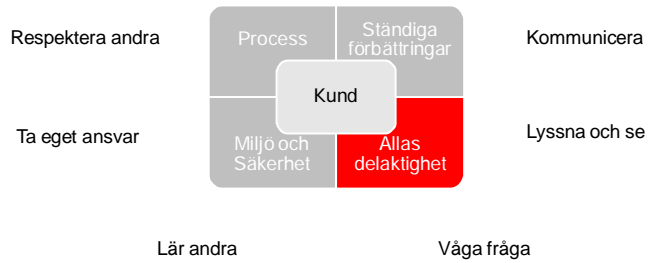 Respektera andra
Process
Ständiga
förbättringar
Kommunicera
Kund
Ta eget ansvar
Miljö och
Säkerhet
Allas
delaktighet
Lyssna och se
Lär andra
Våga fråga